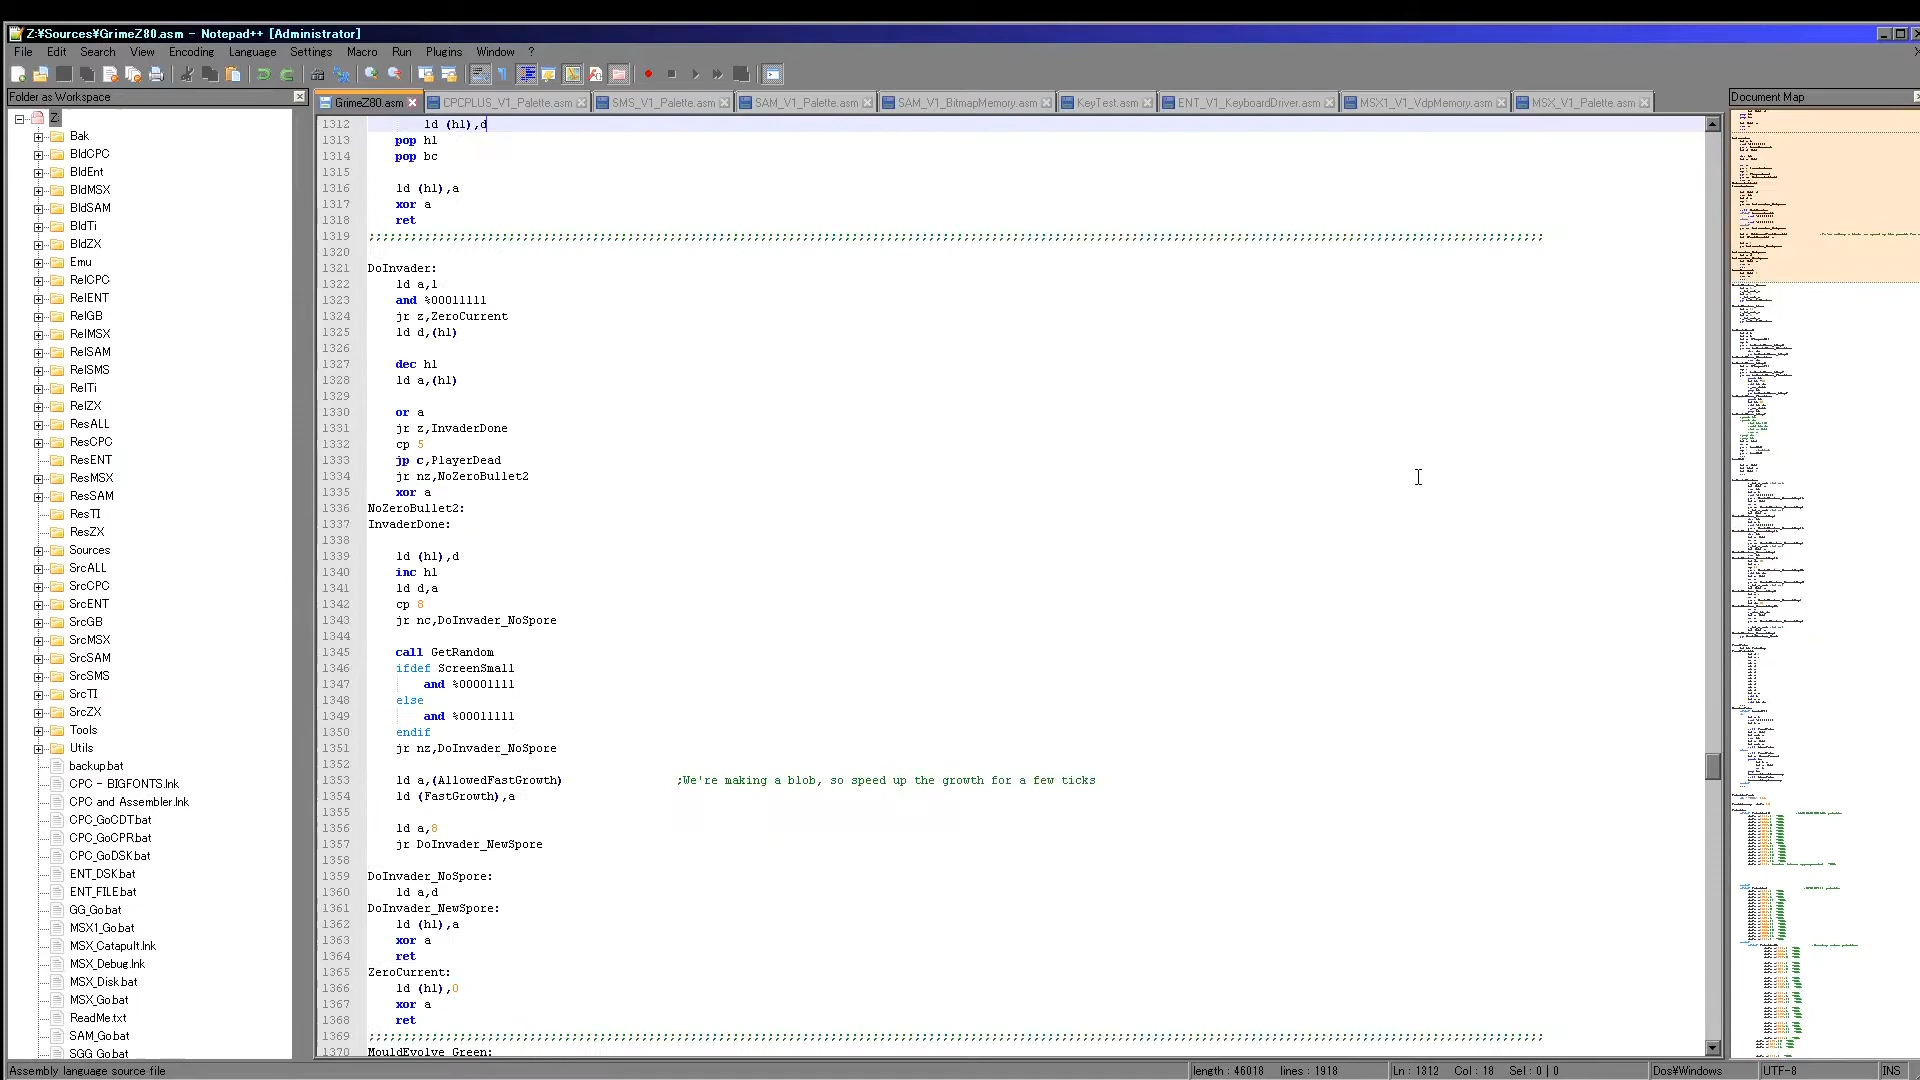 Z:¥Sources¥GrimeZ80.asm - Notepad++ [Administrator]
File Edit Search View Encoding Language Settings Macro Run Plugins Window ?
Folder as Workspace
GrimeZ80.asm CPCPLUS_V1_Palette.asm SMS_V1_Palette.asm SAM_V1_Palette.asm SAM_V1_BitmapMemory.asm KeyTest.asm ENT_V1_KeyboardDriver.asm MSX1_V1_VdpMemory.asm MSX_V1_Palette.asm
Document Map
Z:
Bak
BldCPC
BldEnt
BldMSX
BldSAM
BldTi
BldZX
Emu
RelCPC
RelENT
RelGB
RelMSX
RelSAM
RelSMS
RelTi
RelZX
ResALL
ResCPC
ResENT
ResMSX
ResSAM
ResTI
ResZX
Sources
SrcALL
SrcCPC
SrcENT
SrcGB
SrcMSX
SrcSAM
SrcSMS
SrcTI
SrcZX
Tools
Utils
backup.bat
CPC - BIGFONTS.lnk
CPC and Assembler.lnk
CPC_GoCDT.bat
CPC_GoCPR.bat
CPC_GoDSK.bat
ENT_DSK.bat
ENT_FILE.bat
GG_Go.bat
MSX1_Go.bat
MSX_Catapult.lnk
MSX_Debug.lnk
MSX_Disk.bat
MSX_Go.bat
ReadMe.txt
SAM_Go.bat
SGG Go.bat
1312 ld (hl),d
1313 pop hl
1314 pop bc
1315
1316 ld (hl),a
1317 xor a
1318 ret
1319 ;;;;;;;;;;;;;;;;;;;;;;;;;;;;;;;;;;;;;;;;;;;;;;;;;;;;;;;;;;;;;;;;;;;;;;;;;;;;;;;;;;;;;;;;;;;;;;;;;;;;;;;;;;;;;;;;;;;;;;;;;;;;;;;;;;;;;;;;;;;;;;;;;;;;;;;;;;;;;;;;;;;;;;;;
1320
1321 DoInvader:
1322 ld a,l
1323 and %00011111
1324 jr z,ZeroCurrent
1325 ld d,(hl)
1326
1327 dec hl
1328 ld a,(hl)
1329
1330 or a
1331 jr z,InvaderDone
1332 cp 5
1333 jp c,PlayerDead
1334 jr nz,NoZeroBullet2
1335 xor a
1336 NoZeroBullet2:
1337 InvaderDone:
1338
1339 ld (hl),d
1340 inc hl
1341 ld d,a
1342 cp 8
1343 jr nc,DoInvader_NoSpore
1344
1345 call GetRandom
1346 ifdef ScreenSmall
1347 and %00001111
1348 else
1349 and %00011111
1350 endif
1351 jr nz,DoInvader_NoSpore
1352
1353 ld a,(AllowedFastGrowth) ;We're making a blob, so speed up the growth for a few ticks
1354 ld (FastGrowth),a
1355
1356 ld a,8
1357 jr DoInvader_NewSpore
1358
1359 DoInvader_NoSpore:
1360 ld a,d
1361 DoInvader_NewSpore:
1362 ld (hl),a
1363 xor a
1364 ret
1365 ZeroCurrent:
1366 ld (hl),0
1367 xor a
1368 ret
1369 ;;;;;;;;;;;;;;;;;;;;;;;;;;;;;;;;;;;;;;;;;;;;;;;;;;;;;;;;;;;;;;;;;;;;;;;;;;;;;;;;;;;;;;;;;;;;;;;;;;;;;;;;;;;;;;;;;;;;;;;;;;;;;;;;;;;;;;;;;;;;;;;;;;;;;;;;;;;;;;;;;;;;;;;;
1370 MouldEvolve_Green:
Assembly language source file length : 46018 lines : 1918 Ln : 1312 Col : 18 Sel : 0 | 0 Dos¥Windows UTF-8 INS